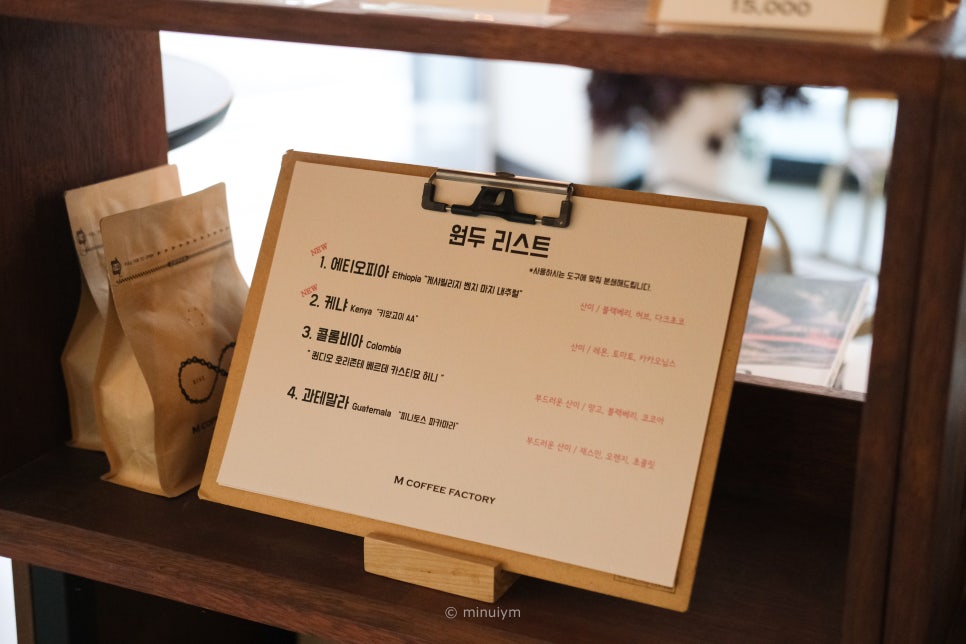 15,000
원두 리스트
*사용하시는 도구에 맞춰 분쇄해드립니다.
NEW
1. 에티오피아 Ethiopia "게샤빌리지 벤지 마지 내추럴"
산미 / 블랙베리, 허브, 다크초코
NEW
2. 케냐 Kenya "키앙고이 AA"
산미 / 레몬, 토마토, 카카오닙스
3. 콜롬비아 Colombia
" 퀸디오 호리존테 베르데 카스티요 허니 "
부드러운 산미 / 망고, 블랙베리, 코코아
4. 과테말라 Guatemala "피니토스 파카마라"
부드러운 산미 / 재스민, 오렌지, 초콜릿
M COFFEE FACTORY
© minuiym